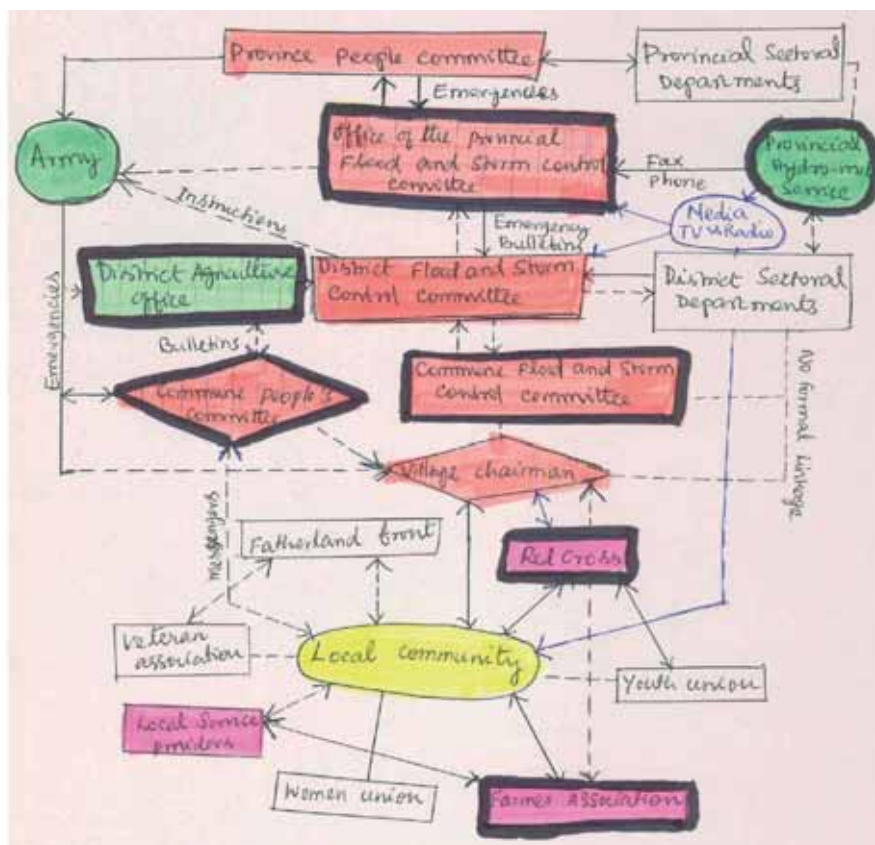 Province People committee
Provincial Sectoral
Departments
Emergencies
Office of the provincial
Flood and Storm control
committee
Army
Fax
Phone
Provincial
Hydro-met
Service
Instructions
Media
TV
Radio
Emergency
Bulletins
District Agriculture
office
District Flood and Storm
Control Committee
District Sectoral
Departments
Emergencies
Bulletins
Commune People's
committee
Commune Flood and Storm
Control committee
No formal Linkage
Village chairman
messengers
Fatherland front
Red Cross
Veteran
association
Local community
Youth union
Local Service
providers
Women union
Farmer Association